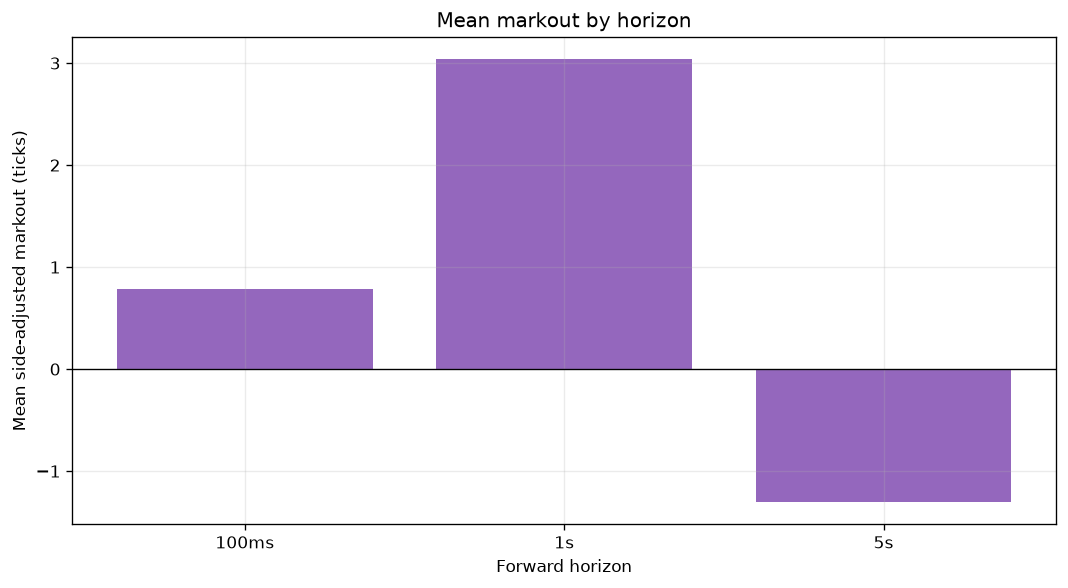 Mean markout by horizon
Mean side-adjusted markout (ticks)
3
2
1
0
−1
100ms
1s
5s
Forward horizon